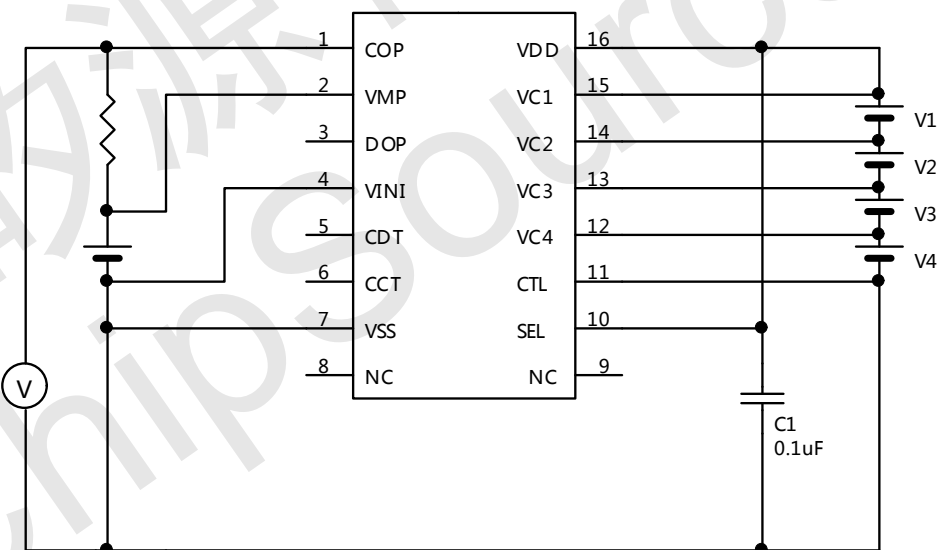 1 COP VDD 16
2 VMP VC1 15
3 DOP VC2 14
4 VINI VC3 13
5 CDT VC4 12
6 CCT CTL 11
7 VSS SEL 10
8 NC NC 9
V1
V2
V3
V4
V
C1
0.1uF
ChipSourc